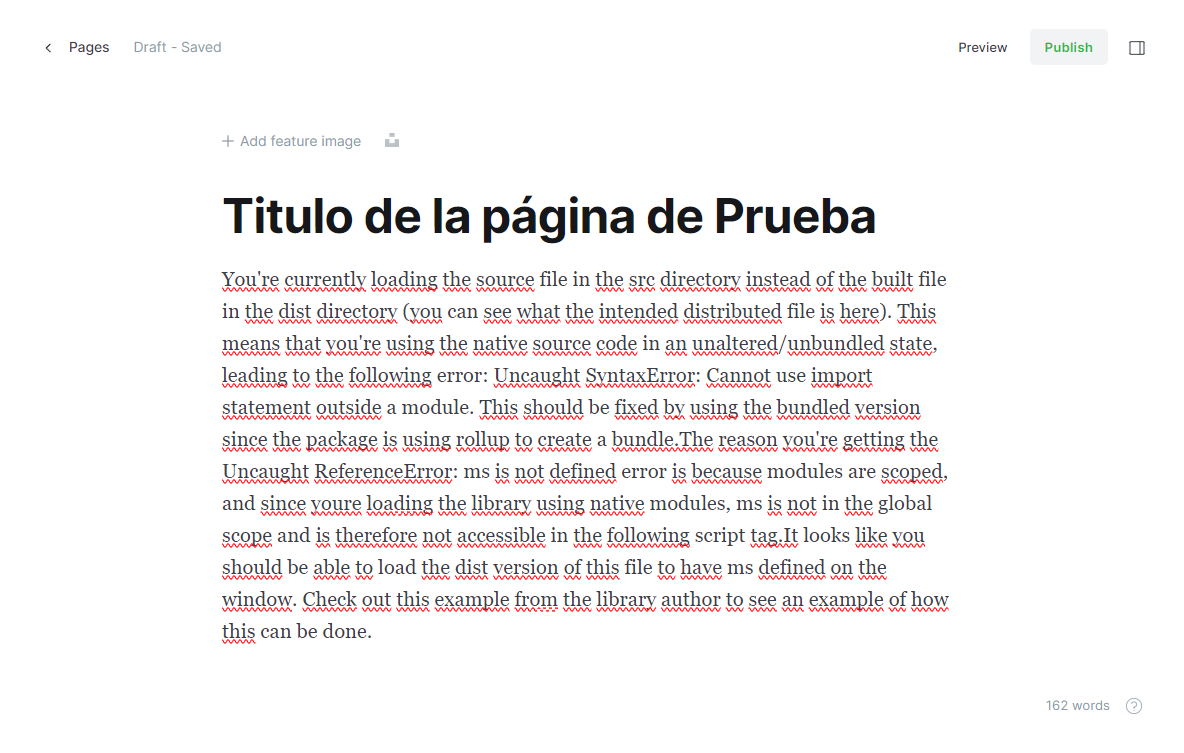 Pages Draft - Saved Preview Publish
Add feature image
Titulo de la página de Prueba
You're currently loading the source file in the src directory instead of the built file
in the dist directory (you can see what the intended distributed file is here). This
means that you're using the native source code in an unaltered/unbundled state,
leading to the following error: Uncaught SyntaxError: Cannot use import
statement outside a module. This should be fixed by using the bundled version
since the package is using rollup to create a bundle.The reason you're getting the
Uncaught ReferenceError: ms is not defined error is because modules are scoped,
and since youre loading the library using native modules, ms is not in the global
scope and is therefore not accessible in the following script tag.It looks like you
should be able to load the dist version of this file to have ms defined on the
window. Check out this example from the library author to see an example of how
this can be done.
162 words ?